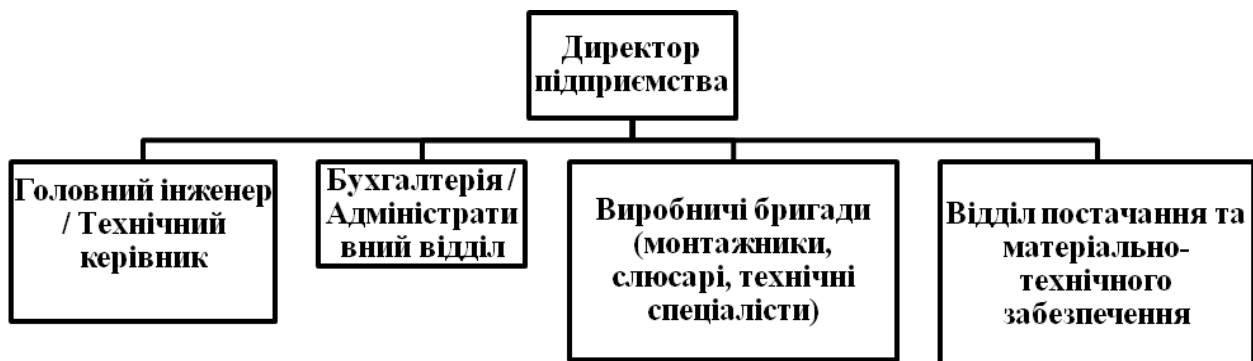 Директор
підприємства
Головний інженер
/ Технічний
керівник
Бухгалтерія /
Адміністрати
вний відділ
Виробничі бригади
(монтажники,
слюсарі, технічні
спеціалісти)
Відділ постачання та
матеріально-
технічного
забезпечення